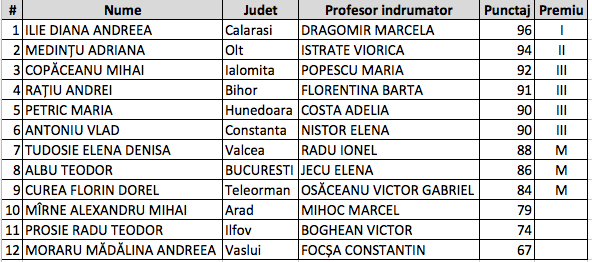 # Nume Judet Profesor indrumator Punctaj Premiu
1 ILIE DIANA ANDREEA Calarasi DRAGOMIR MARCELA 96 I
2 MEDINȚU ADRIANA Olt ISTRATE VIORICA 94 II
3 COPĂCEANU MIHAI Ialomita POPESCU MARIA 92 III
4 RAȚIU ANDREI Bihor FLORENTINA BARTA 91 III
5 PETRIC MARIA Hunedoara COSTA ADELIA 90 III
6 ANTONIU VLAD Constanta NISTOR ELENA 90 III
7 TUDOSIE ELENA DENISA Valcea RADU IONEL 88 M
8 ALBU TEODOR BUCURESTI JECU ELENA 86 M
9 CUREA FLORIN DOREL Teleorman OSĂCEANU VICTOR GABRIEL 84 M
10 MÎRNE ALEXANDRU MIHAI Arad MIHOC MARCEL 79
11 PROSIE RADU TEODOR Ilfov BOGHEAN VICTOR 74
12 MORARU MĂDĂLINA ANDREEA Vaslui FOCȘA CONSTANTIN 67